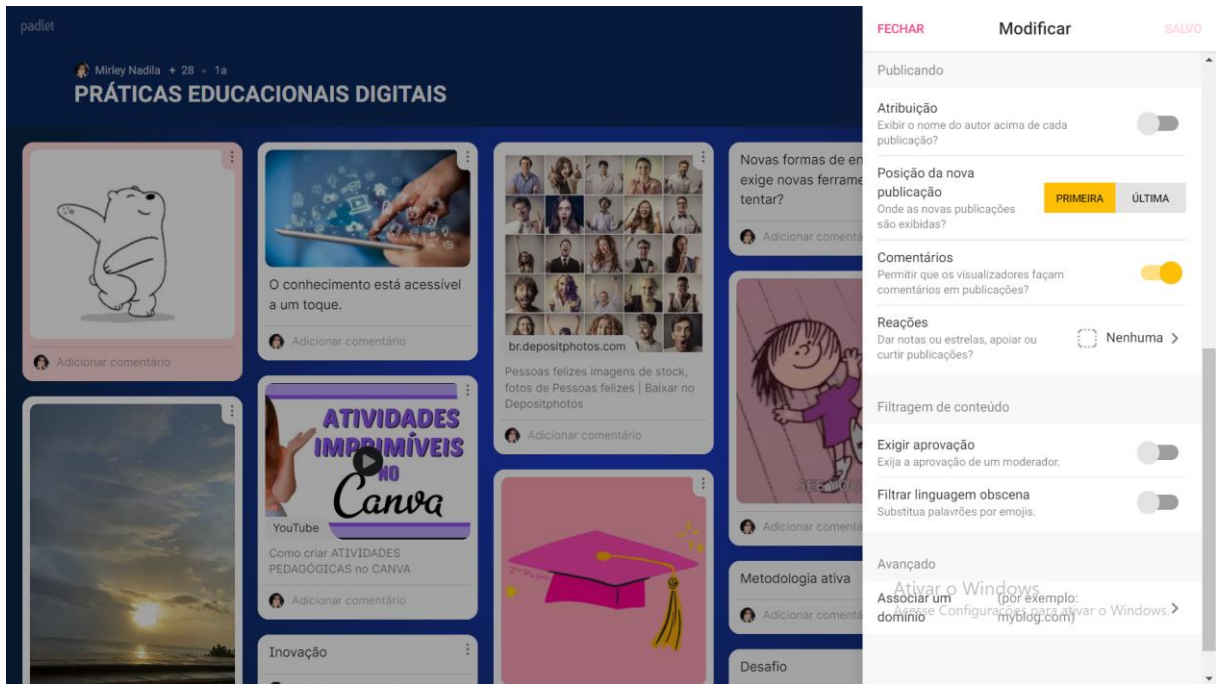 padlet
Mirley Nadila + 28 • 1a
PRÁTICAS EDUCACIONAIS DIGITAIS
Adicionar comentário
O conhecimento está acessível
a um toque.
Adicionar comentário
ATIVIDADES
IMPRIMÍVEIS
NO
Canva
YouTube
Como criar ATIVIDADES
PEDAGÓGICAS no CANVA
Adicionar comentário
Inovação
br.depositphotos.com
Pessoas felizes imagens de stock,
fotos de Pessoas felizes | Baixar no
Depositphotos
Adicionar comentário
Novas formas de en
exige novas ferrame
tentar?
Adicionar comentá
SEE YOU
Adicionar comentá
Metodologia ativa
Adicionar comentá
Desafio
FECHAR
Modificar
SALVO
Publicando
Atribuição
Exibir o nome do autor acima de cada
publicação?
Posição da nova
publicação
Onde as novas publicações
são exibidas?
PRIMEIRA
ÚLTIMA
Comentários
Permitir que os visualizadores façam
comentários em publicações?
Reações
Dar notas ou estrelas, apoiar ou
curtir publicações?
Nenhuma
Filtragem de conteúdo
Exigir aprovação
Exija a aprovação de um moderador.
Filtrar linguagem obscena
Substitua palavrões por emojis.
Avançado
Associar um
domínio
(por exemplo:
myblog.com)
Ativar o Windows
Acesse Configurações para ativar o Windows.